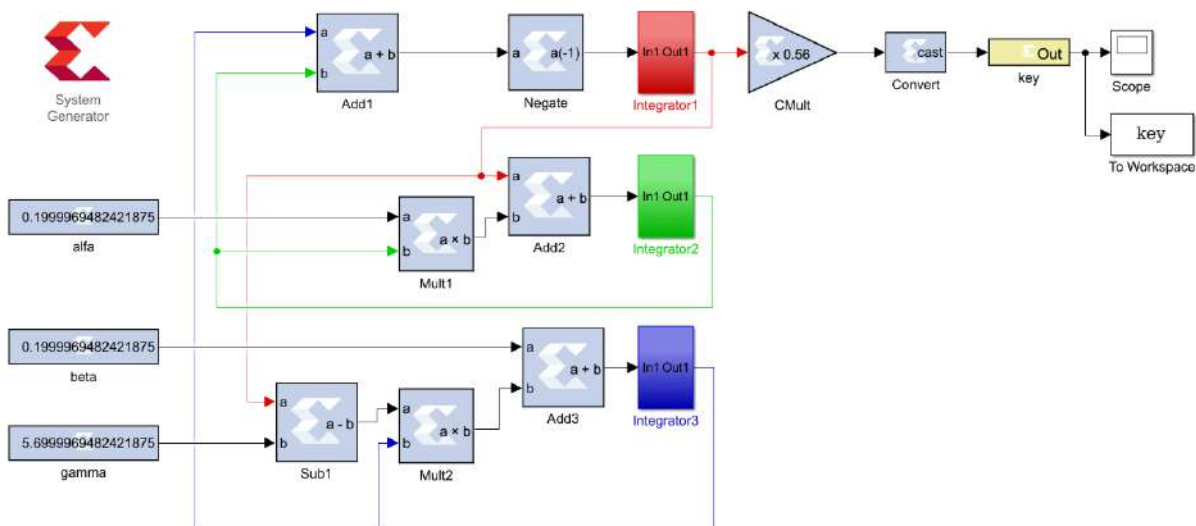 System
Generator
a
b
a + b
Add1
a
a(-1)
Negate
In1 Out1
Integrator1
x 0.56
CMult
cast
Convert
Out
key
Scope
key
To Workspace
0.1999969482421875
alfa
a
b
a × b
Mult1
a
b
a + b
Add2
In1 Out1
Integrator2
0.1999969482421875
beta
a
b
a + b
Add3
In1 Out1
Integrator3
5.6999969482421875
gamma
a
b
a - b
Sub1
a
b
a × b
Mult2